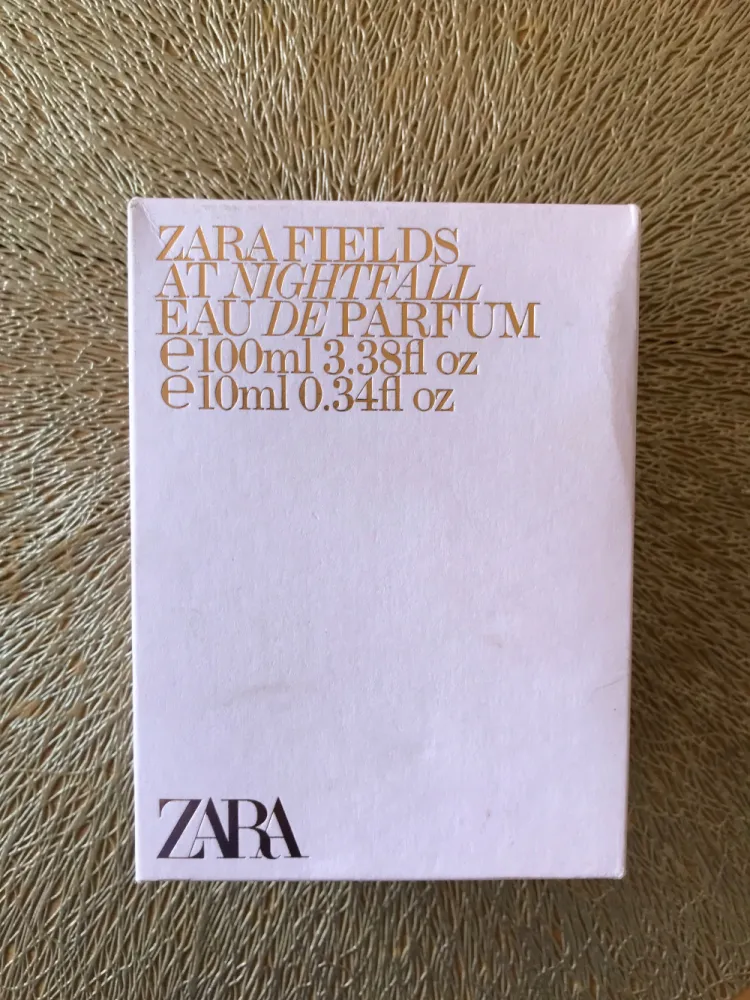 ZARA FIELDS
AT NIGHTFALL
EAU DE PARFUM
℮100ml 3.38fl oz
℮10ml 0.34fl oz
ZARA